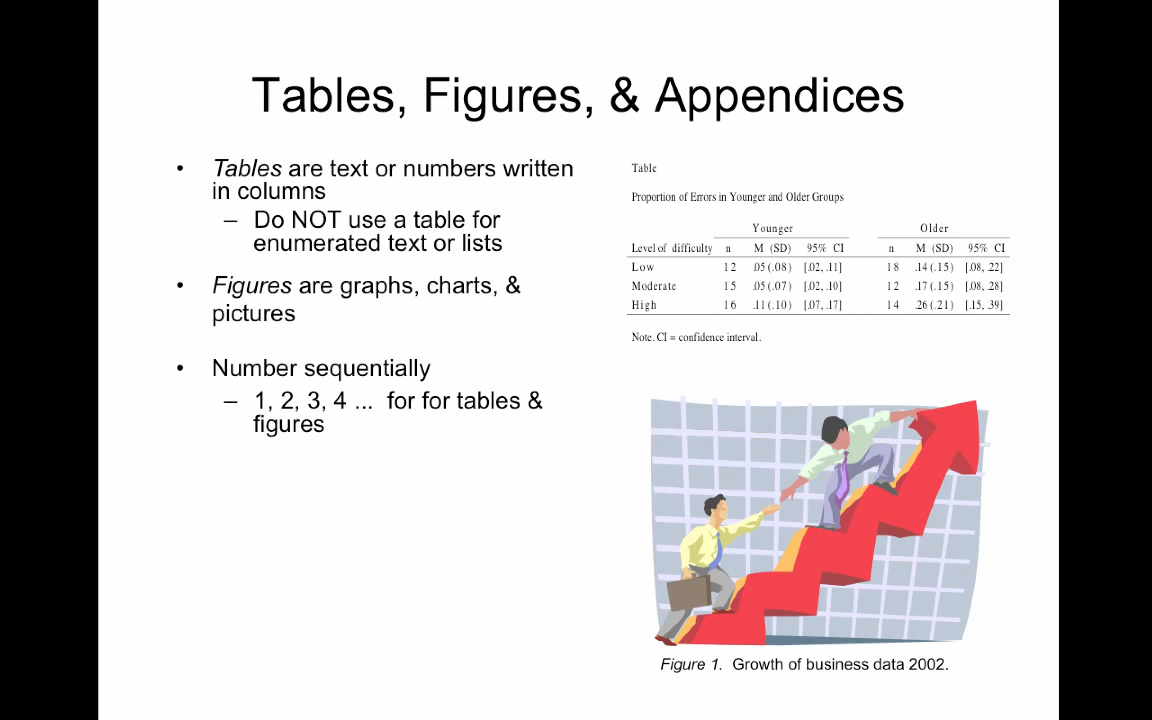 Tables, Figures, & Appendices
• Tables are text or numbers written
in columns
– Do NOT use a table for
enumerated text or lists
• Figures are graphs, charts, &
pictures
• Number sequentially
– 1, 2, 3, 4 ... for for tables &
figures
Table
Proportion of Errors in Younger and Older Groups
Younger Older
Level of difficulty n M (SD) 95% CI n M (SD) 95% CI
Low 12 .05 (.08) [.02, .11] 18 .14 (.15) [.08, .22]
Moderate 15 .05 (.07) [.02, .10] 12 .17 (.15) [.08, .28]
High 16 .11 (.10) [.07, .17] 14 .26 (.21) [.15, .39]
Note. CI = confidence interval.
Figure 1. Growth of business data 2002.